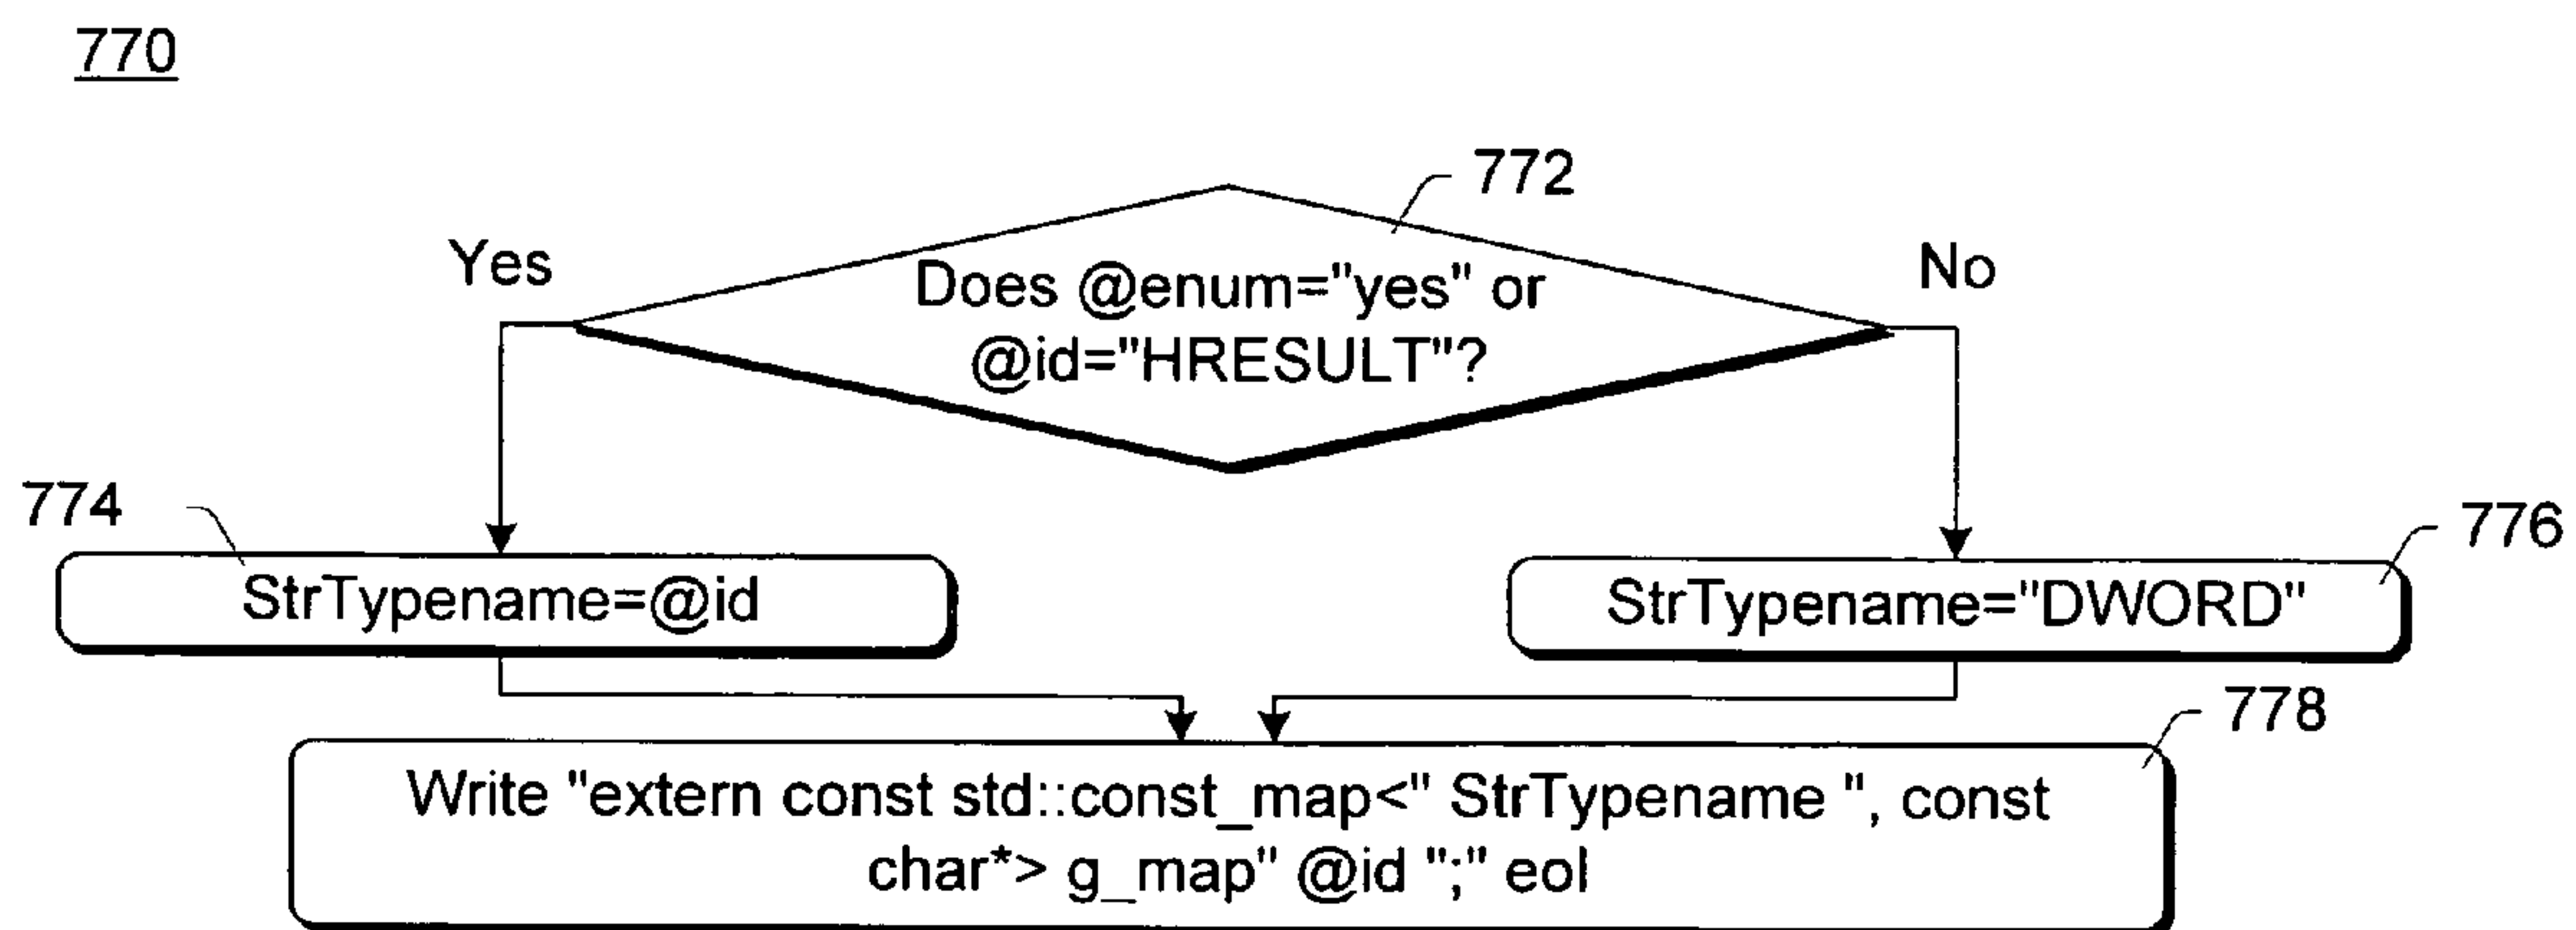 770
772
Yes
No
Does @enum="yes" or
@id="HRESULT"?
774
776
StrTypename=@id
StrTypename="DWORD"
778
Write "extern const std::const_map<" StrTypename ", const
char*> g_map" @id ";" eol